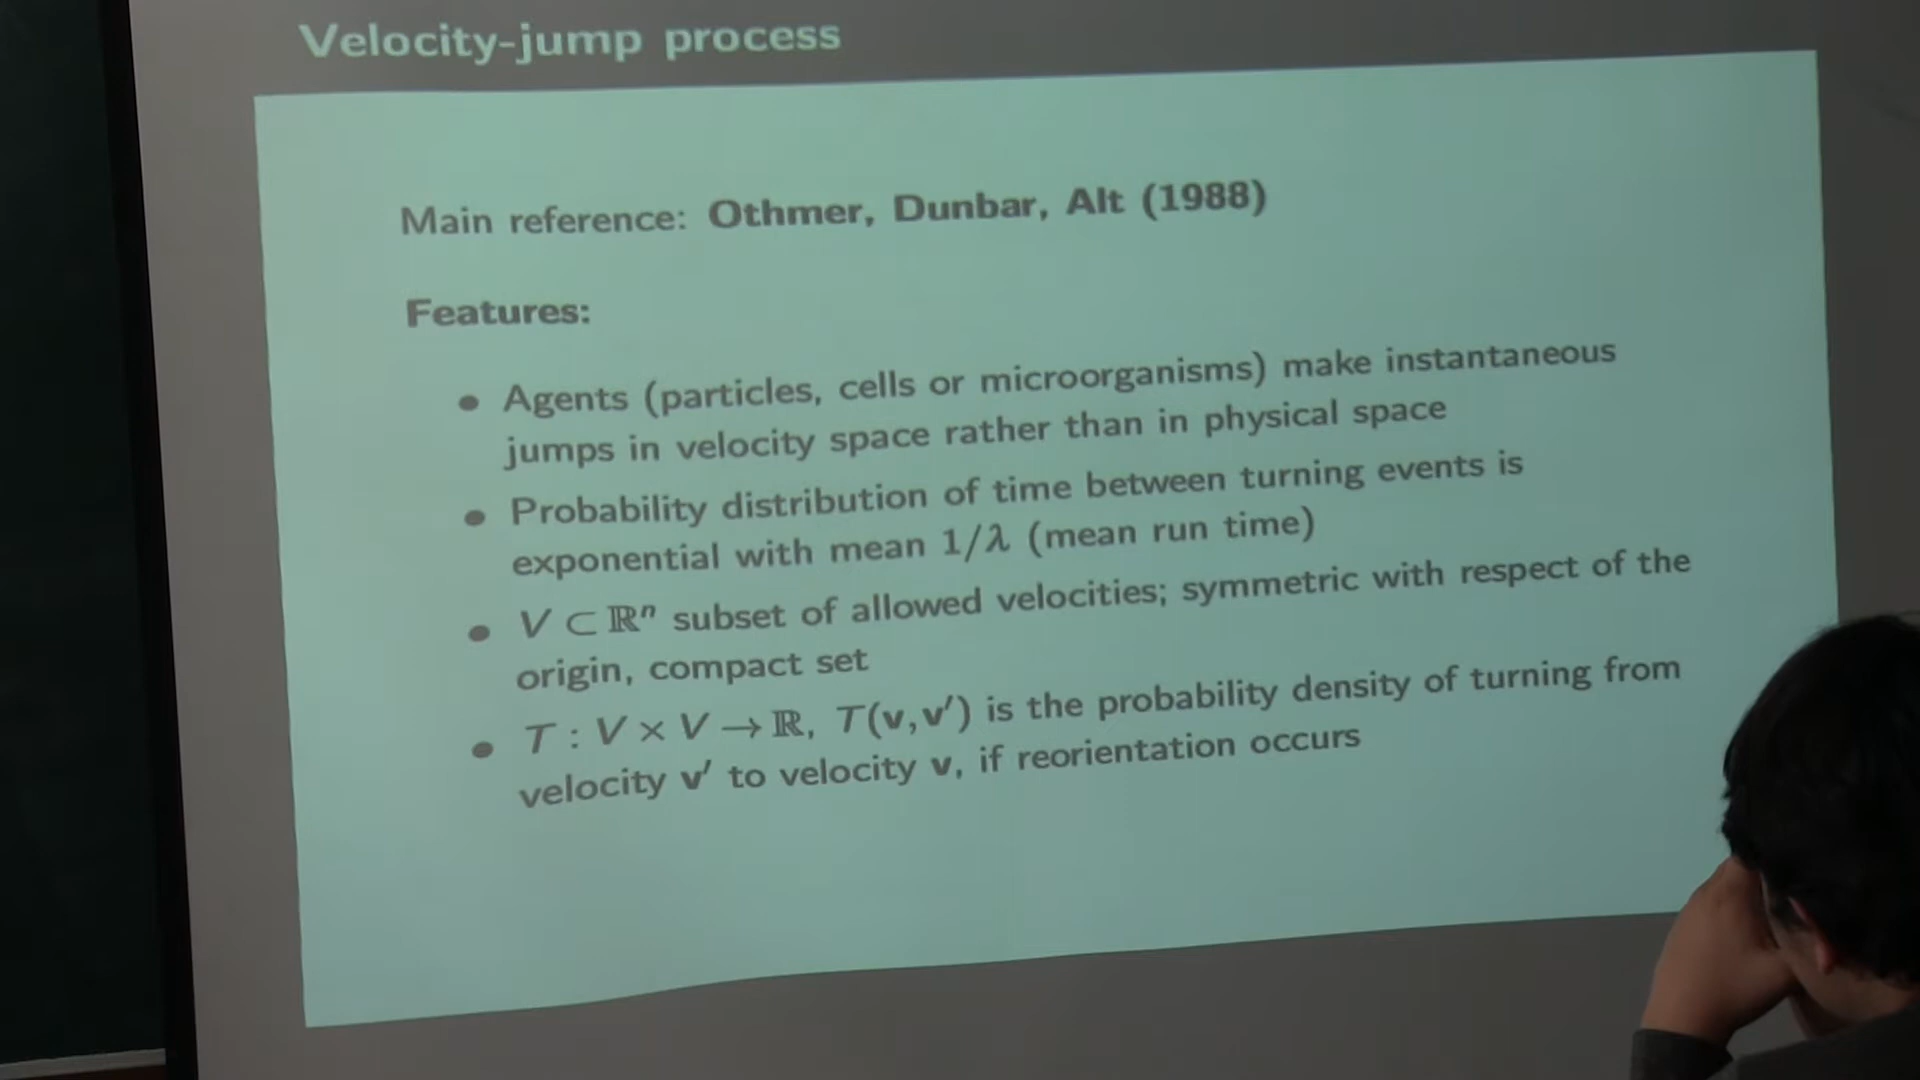 Velocity-jump process
Main reference: Othmer, Dunbar, Alt (1988)
Features:
• Agents (particles, cells or microorganisms) make instantaneous
jumps in velocity space rather than in physical space
• Probability distribution of time between turning events is
exponential with mean 1/λ (mean run time)
• V ⊂ ℝⁿ subset of allowed velocities; symmetric with respect of the
origin, compact set
• T : V × V → ℝ, T(v, v′) is the probability density of turning from
velocity v′ to velocity v, if reorientation occurs